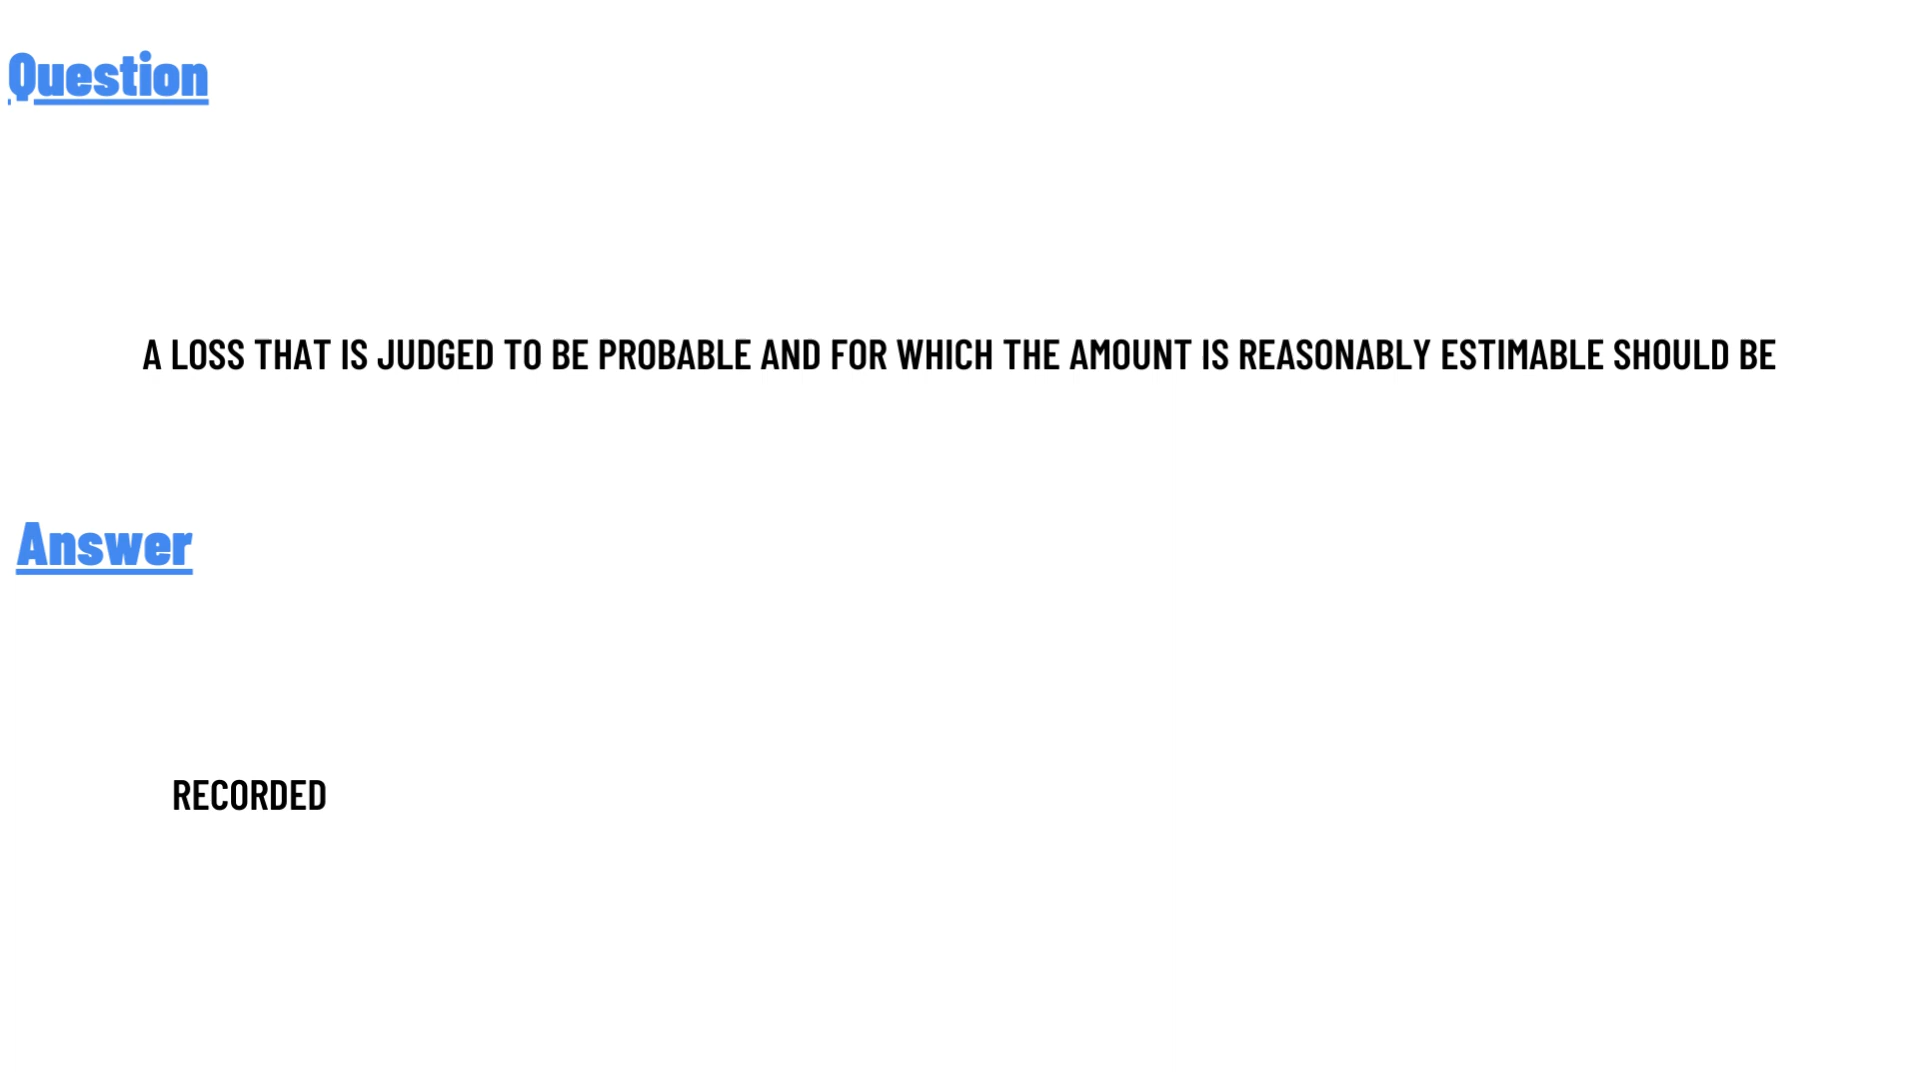 Question
A LOSS THAT IS JUDGED TO BE PROBABLE AND FOR WHICH THE AMOUNT IS REASONABLY ESTIMABLE SHOULD BE
Answer
RECORDED